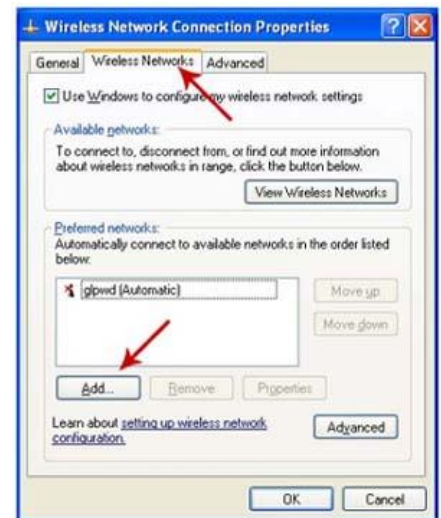 Wireless Network Connection Properties
General Wireless Networks Advanced
Use Windows to configure my wireless network settings
Available networks:
To connect to, disconnect from, or find out more information
about wireless networks in range, click the button below.
View Wireless Networks
Preferred networks:
Automatically connect to available networks in the order listed
below:
glpwd (Automatic)
Move up
Move down
Add... Remove Properties
Learn about setting up wireless network
configuration.
Advanced
OK Cancel